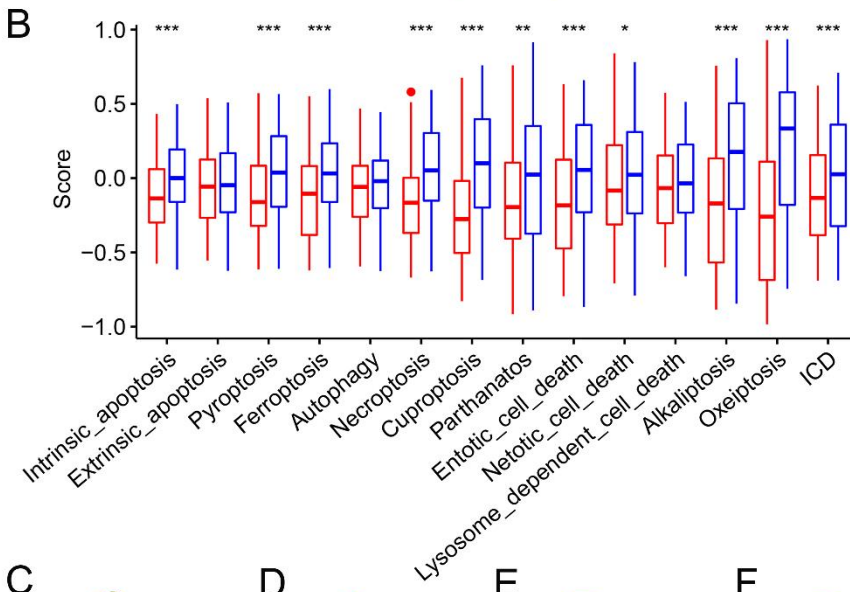 B
1.0
0.5
0.0
−0.5
−1.0
Score
*** *** *** *** *** ** *** * *** *** ***
Intrinsic_apoptosis
Extrinsic_apoptosis
Pyroptosis
Ferroptosis
Autophagy
Necroptosis
Cuproptosis
Parthanatos
Entotic_cell_death
Netotic_cell_death
Lysosome_dependent_cell_death
Alkaliptosis
Oxeiptosis
ICD
C D E F